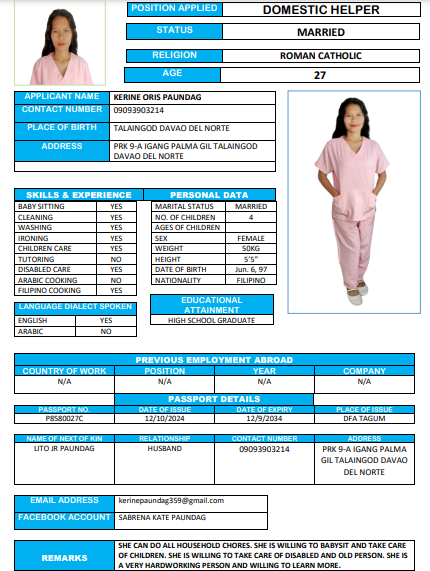 POSITION APPLIED DOMESTIC HELPER
STATUS MARRIED
RELIGION ROMAN CATHOLIC
AGE 27
APPLICANT NAME KERINE ORIS PAUNDAG
CONTACT NUMBER 09093903214
PLACE OF BIRTH TALAINGOD DAVAO DEL NORTE
ADDRESS PRK 9-A IGANG PALMA GIL TALAINGOD
DAVAO DEL NORTE
SKILLS & EXPERIENCE
BABY SITTING YES
CLEANING YES
WASHING YES
IRONING YES
CHILDREN CARE YES
TUTORING NO
DISABLED CARE YES
ARABIC COOKING NO
FILIPINO COOKING YES
LANGUAGE DIALECT SPOKEN
ENGLISH YES
ARABIC NO
PERSONAL DATA
MARITAL STATUS MARRIED
NO. OF CHILDREN 4
AGES OF CHILDREN
SEX FEMALE
WEIGHT 50KG
HEIGHT 5'5"
DATE OF BIRTH Jun. 6, 97
NATIONALITY FILIPINO
EDUCATIONAL
ATTAINMENT
HIGH SCHOOL GRADUATE
PREVIOUS EMPLOYMENT ABROAD
COUNTRY OF WORK POSITION YEAR COMPANY
N/A N/A N/A N/A
PASSPORT DETAILS
PASSPORT NO. DATE OF ISSUE DATE OF EXPIRY PLACE OF ISSUE
P8580027C 12/10/2024 12/9/2034 DFA TAGUM
NAME OF NEXT OF KIN RELATIONSHIP CONTACT NUMBER ADDRESS
LITO JR PAUNDAG HUSBAND 09093903214 PRK 9-A IGANG PALMA
GIL TALAINGOD DAVAO
DEL NORTE
EMAIL ADDRESS kerinepaundag359@gmail.com
FACEBOOK ACCOUNT SABRENA KATE PAUNDAG
REMARKS
SHE CAN DO ALL HOUSEHOLD CHORES. SHE IS WILLING TO BABYSIT AND TAKE CARE
OF CHILDREN. SHE IS WILLING TO TAKE CARE OF DISABLED AND OLD PERSON. SHE IS
A VERY HARDWORKING PERSON AND WILLING TO LEARN MORE.